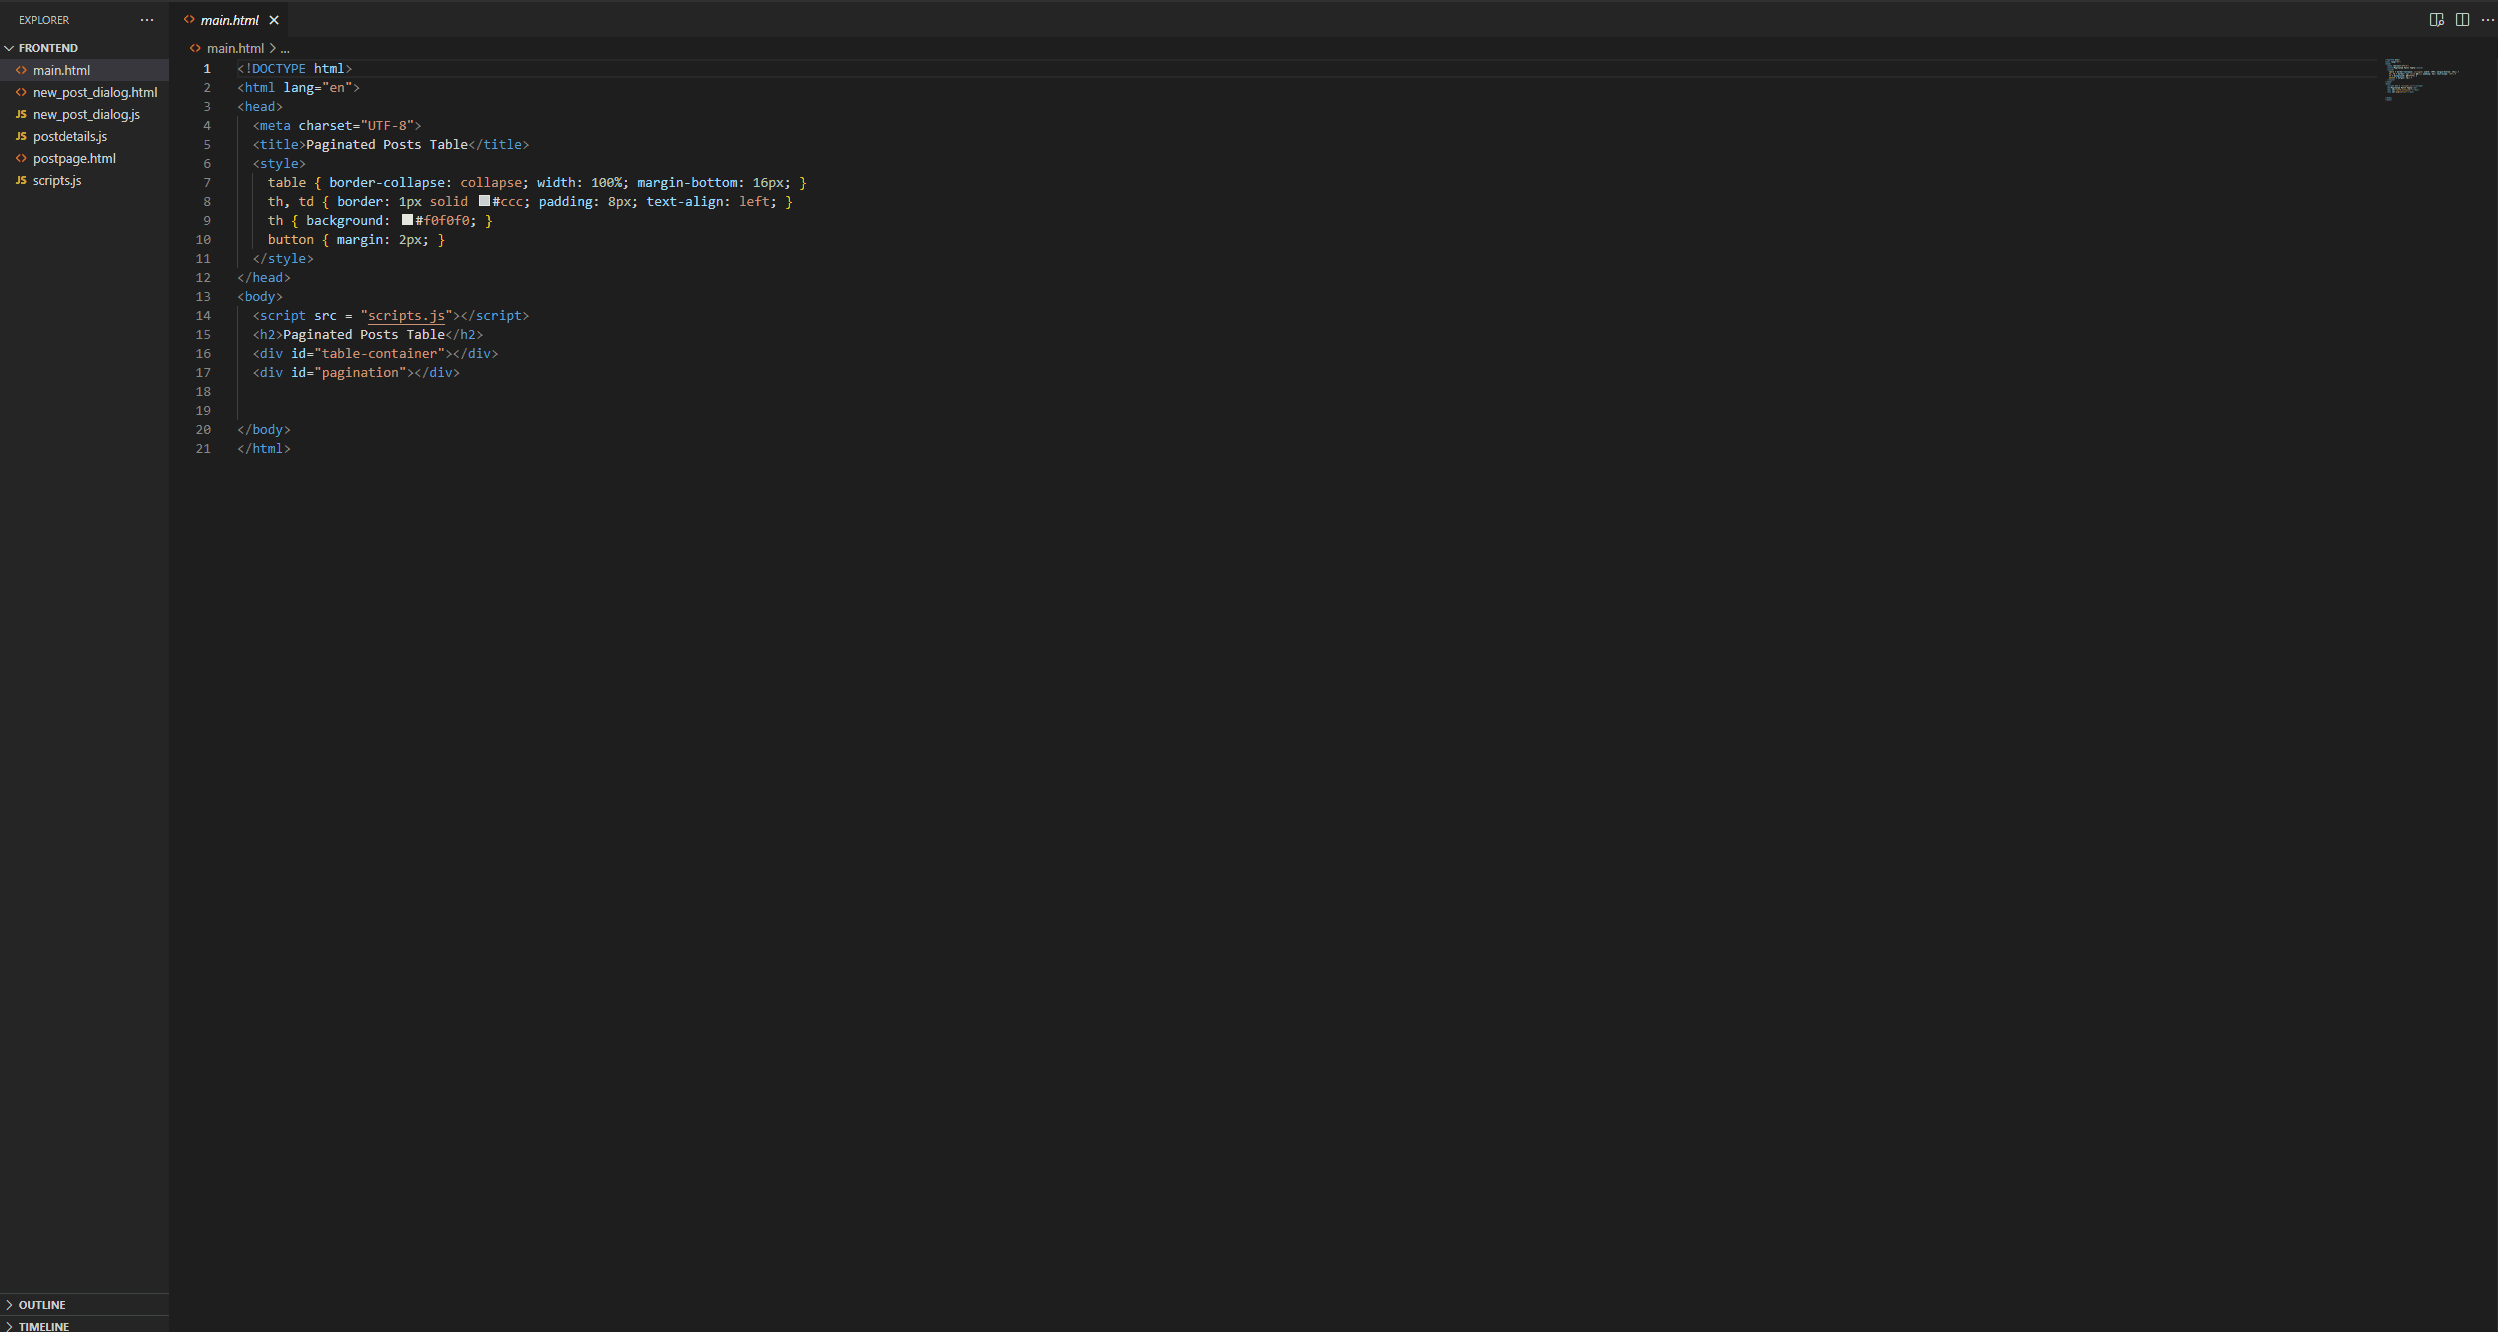 EXPLORER
FRONTEND
main.html
new_post_dialog.html
new_post_dialog.js
postdetails.js
postpage.html
scripts.js
OUTLINE
TIMELINE
main.html
main.html > ...
1 <!DOCTYPE html>
2 <html lang="en">
3 <head>
4   <meta charset="UTF-8">
5   <title>Paginated Posts Table</title>
6   <style>
7     table { border-collapse: collapse; width: 100%; margin-bottom: 16px; }
8     th, td { border: 1px solid #ccc; padding: 8px; text-align: left; }
9     th { background: #f0f0f0; }
10     button { margin: 2px; }
11   </style>
12 </head>
13 <body>
14   <script src = "scripts.js"></script>
15   <h2>Paginated Posts Table</h2>
16   <div id="table-container"></div>
17   <div id="pagination"></div>
18
19
20 </body>
21 </html>